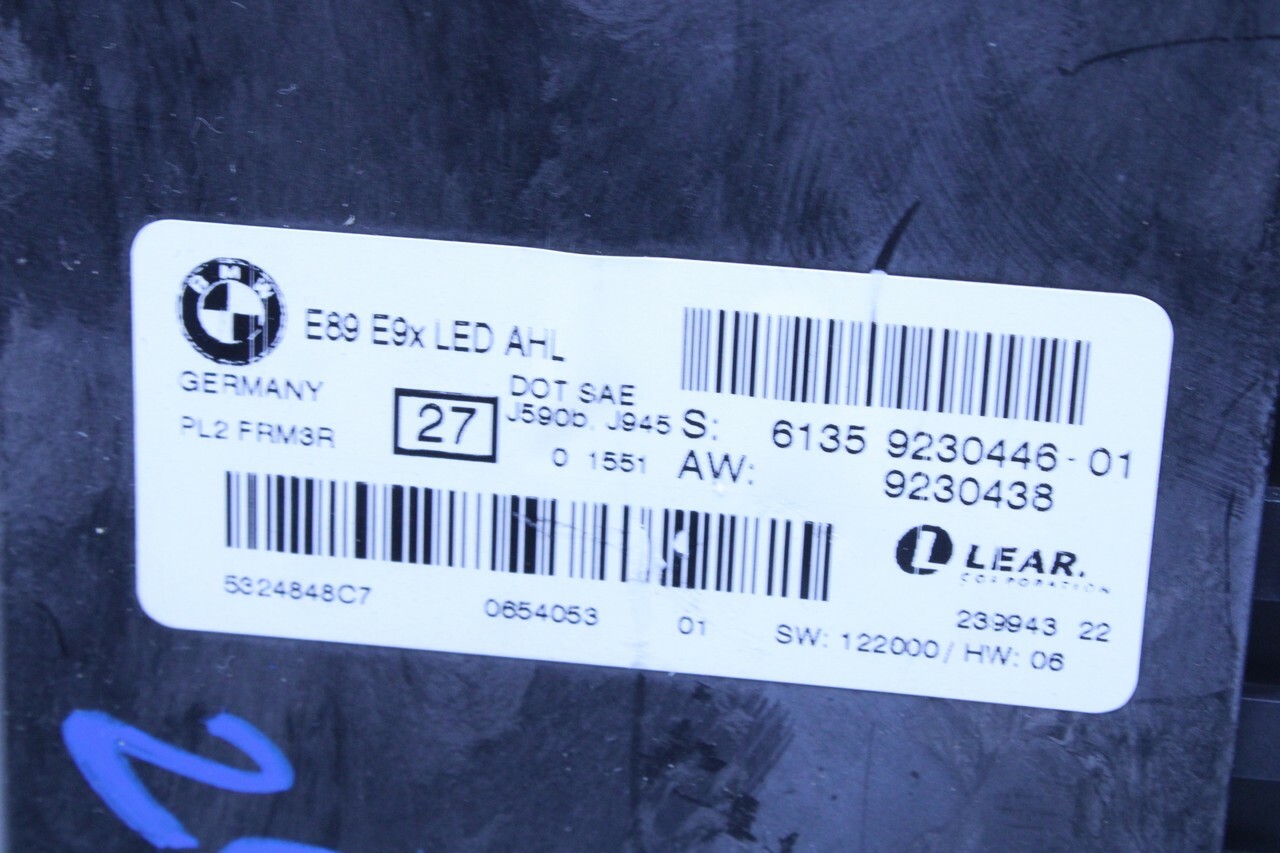 BMW
E89 E9x LED AHL
GERMANY
PL2 FRM3R
27
DOT SAE
J590b, J945
0 1551
S: 6135 9230446-01
AW: 9230438
LEAR.
CORPORATION
5324848C7 0654053 01
239943 22
SW: 122000/ HW: 06